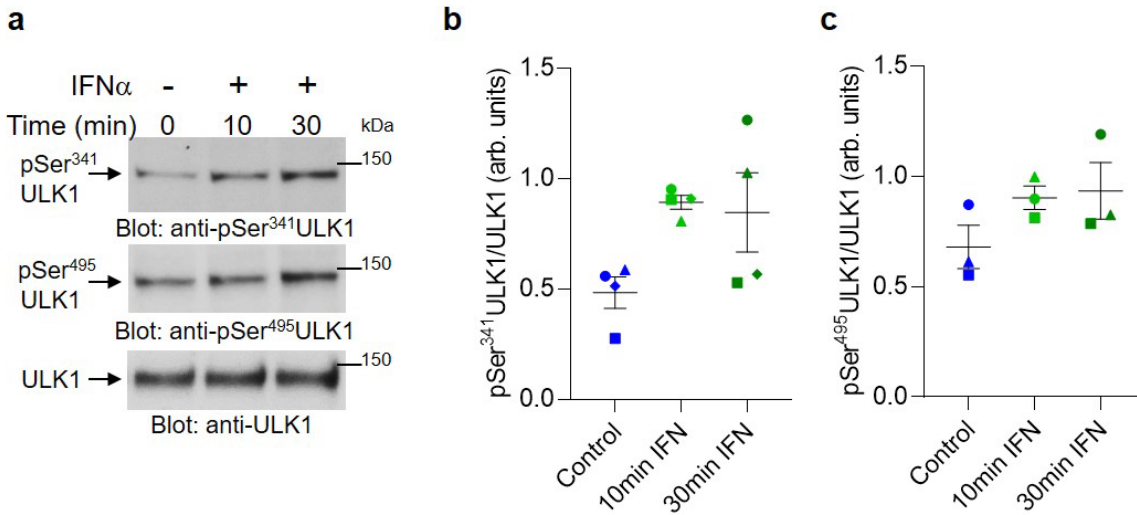 a
IFNα - + +
Time (min) 0 10 30 kDa
pSer³⁴¹
ULK1
150
Blot: anti-pSer³⁴¹ULK1
pSer⁴⁹⁵
ULK1
150
Blot: anti-pSer⁴⁹⁵ULK1
ULK1
150
Blot: anti-ULK1
b
pSer³⁴¹ULK1/ULK1 (arb. units)
1.5
1.0
0.5
0.0
Control
10min IFN
30min IFN
c
pSer⁴⁹⁵ULK1/ULK1 (arb. units)
1.5
1.0
0.5
0.0
Control
10min IFN
30min IFN